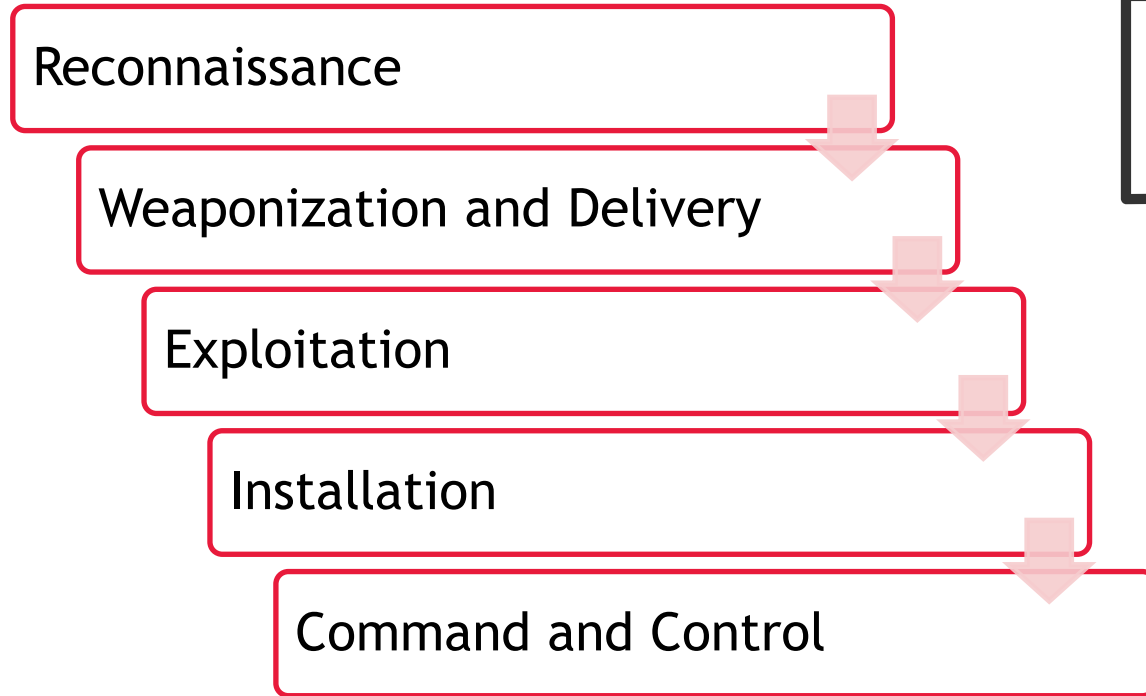 Reconnaissance
Weaponization and Delivery
Exploitation
Installation
Command and Control